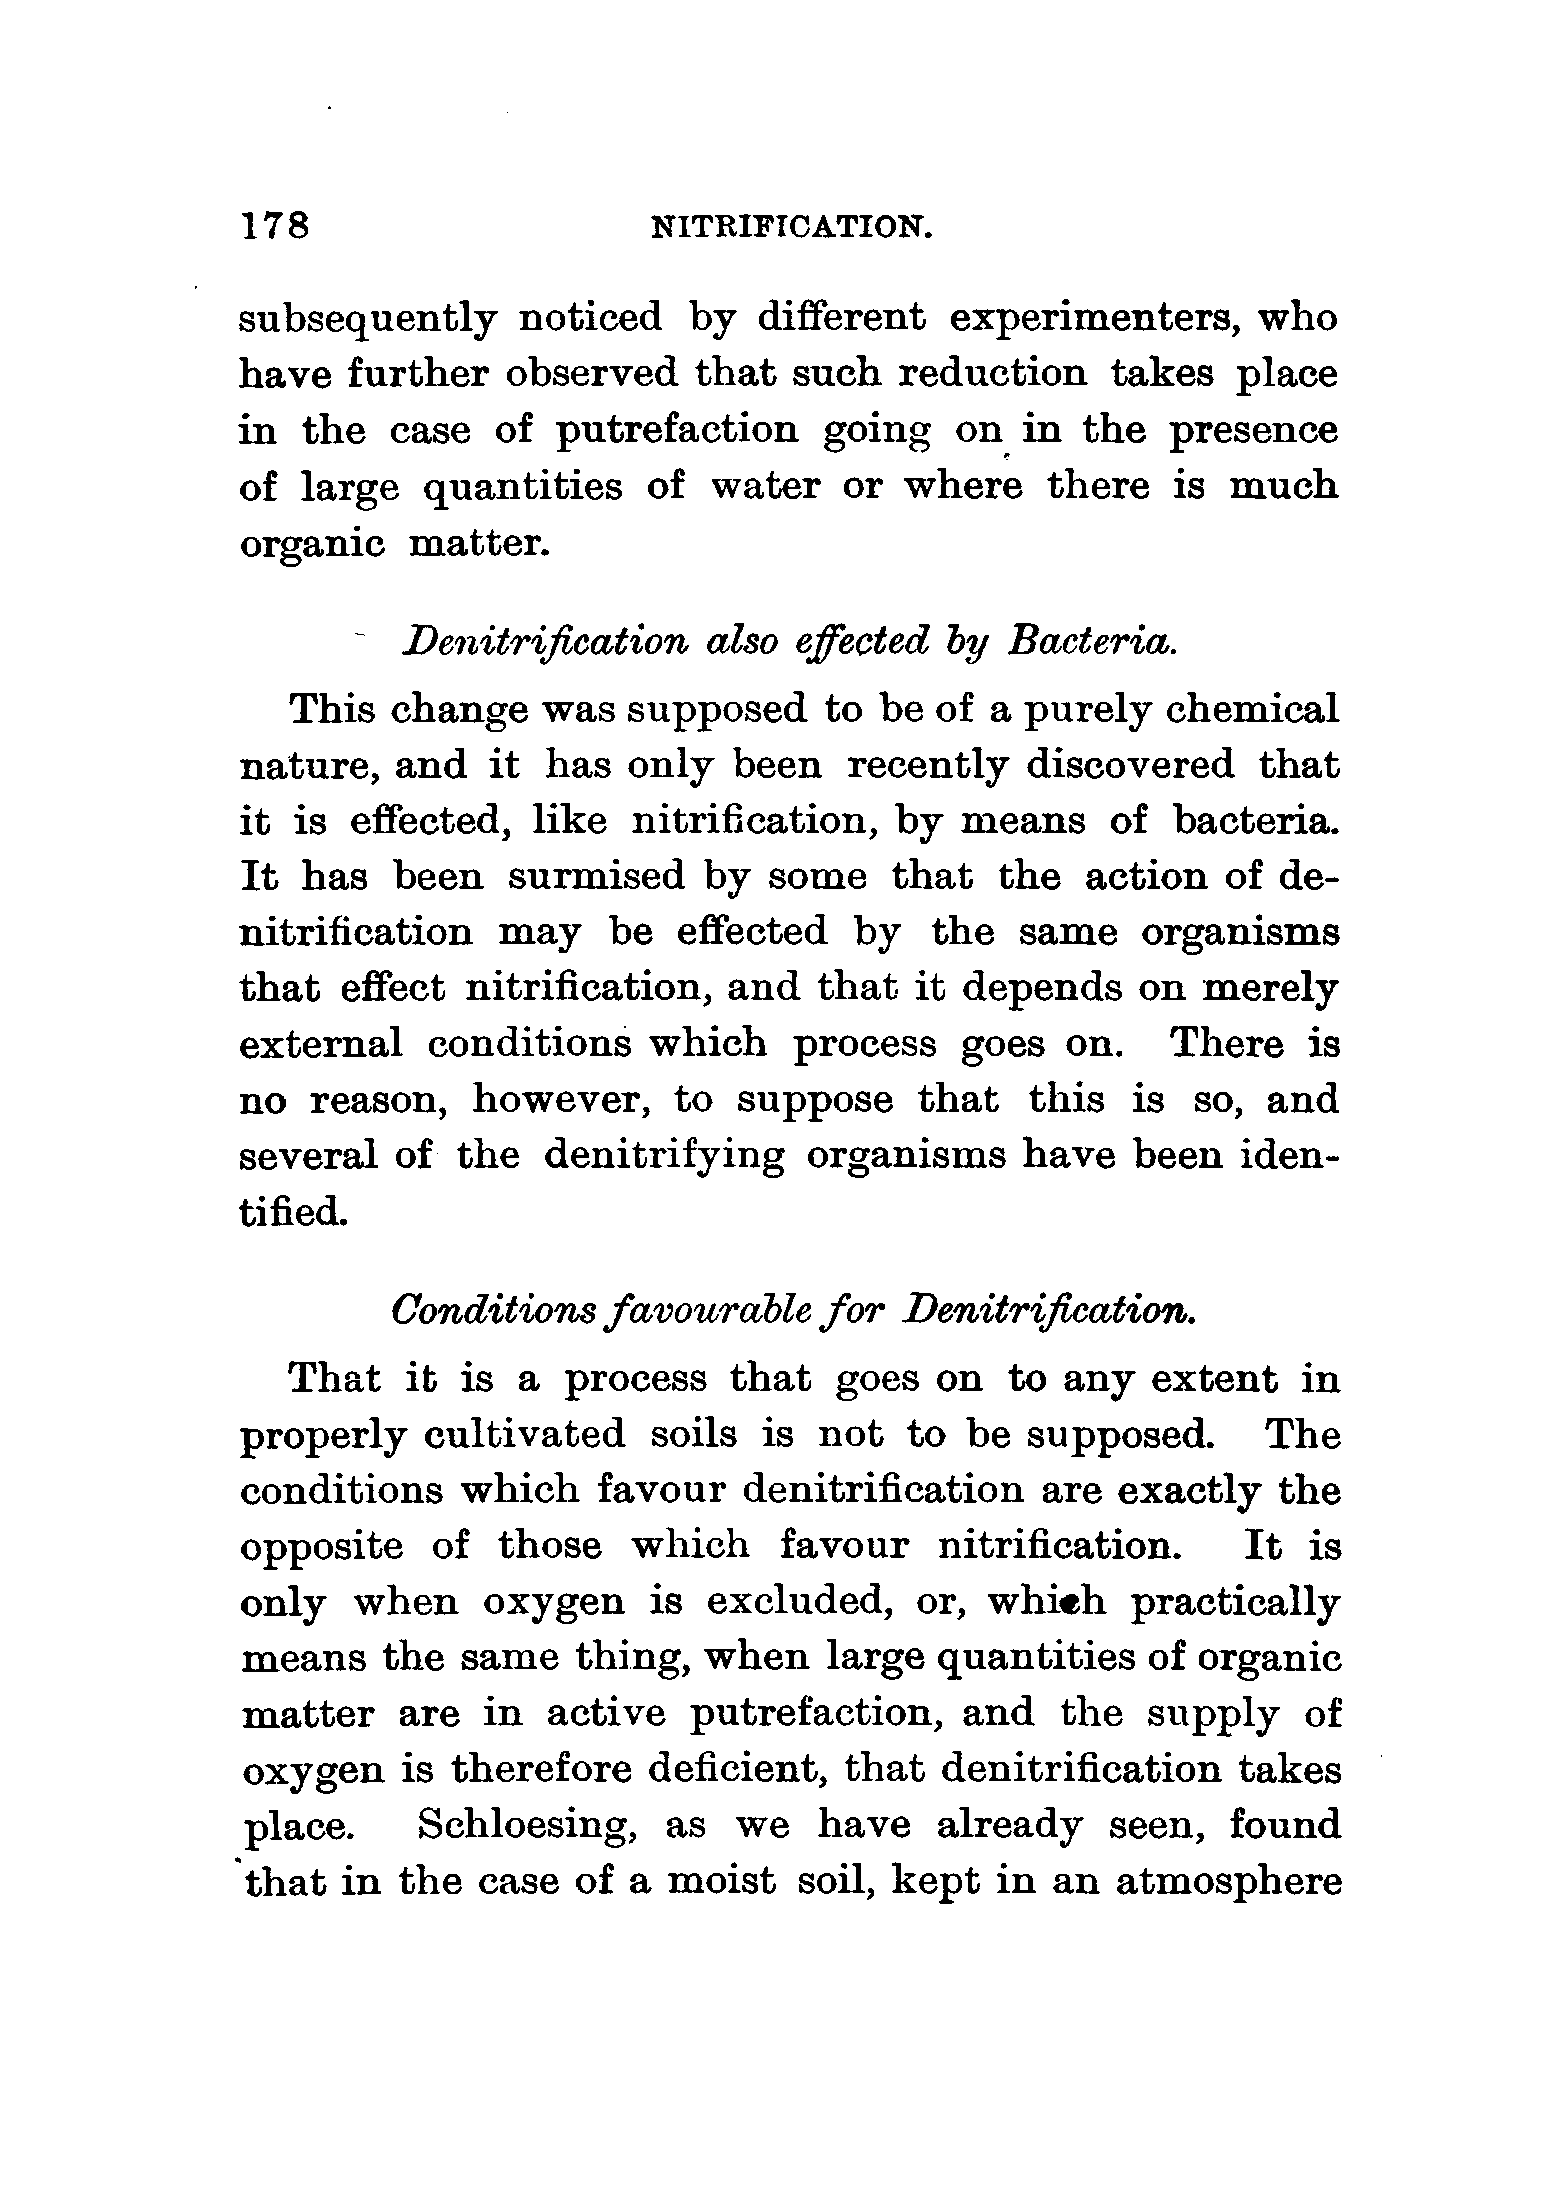 178 NITRIFICATION.
subsequently noticed by different experimenters, who
have further observed that such reduction takes place
in the case of putrefaction going on in the presence
of large quantities of water or where there is much
organic matter.
Denitrification also effected by Bacteria.
This change was supposed to be of a purely chemical
nature, and it has only been recently discovered that
it is effected, like nitrification, by means of bacteria.
It has been surmised by some that the action of de-
nitrification may be effected by the same organisms
that effect nitrification, and that it depends on merely
external conditions which process goes on. There is
no reason, however, to suppose that this is so, and
several of the denitrifying organisms have been iden-
tified.
Conditions favourable for Denitrification.
That it is a process that goes on to any extent in
properly cultivated soils is not to be supposed. The
conditions which favour denitrification are exactly the
opposite of those which favour nitrification. It is
only when oxygen is excluded, or, which practically
means the same thing, when large quantities of organic
matter are in active putrefaction, and the supply of
oxygen is therefore deficient, that denitrification takes
place. Schloesing, as we have already seen, found
that in the case of a moist soil, kept in an atmosphere